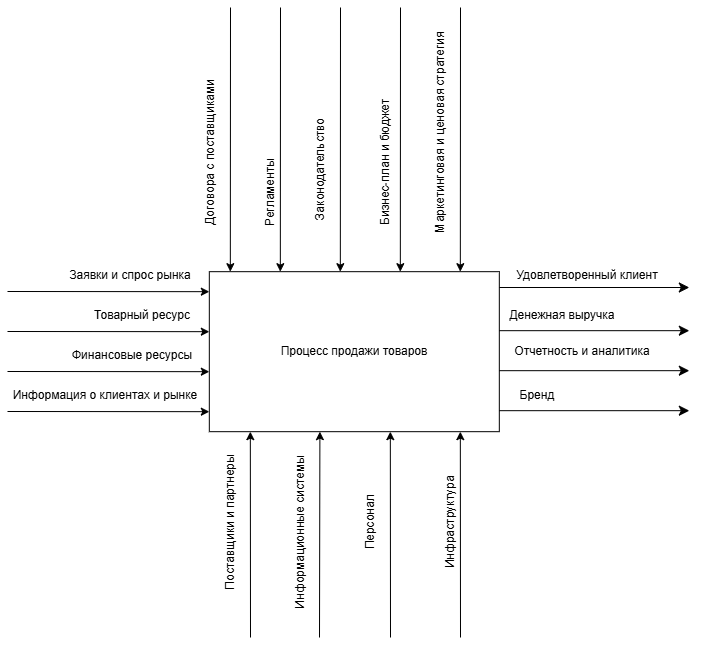 Договора с поставщиками
Регламенты
Законодательство
Бизнес-план и бюджет
Маркетинговая и ценовая стратегия
Заявки и спрос рынка
Товарный ресурс
Финансовые ресурсы
Информация о клиентах и рынке
Процесс продажи товаров
Удовлетворенный клиент
Денежная выручка
Отчетность и аналитика
Бренд
Поставщики и партнеры
Информационные системы
Персонал
Инфраструктура